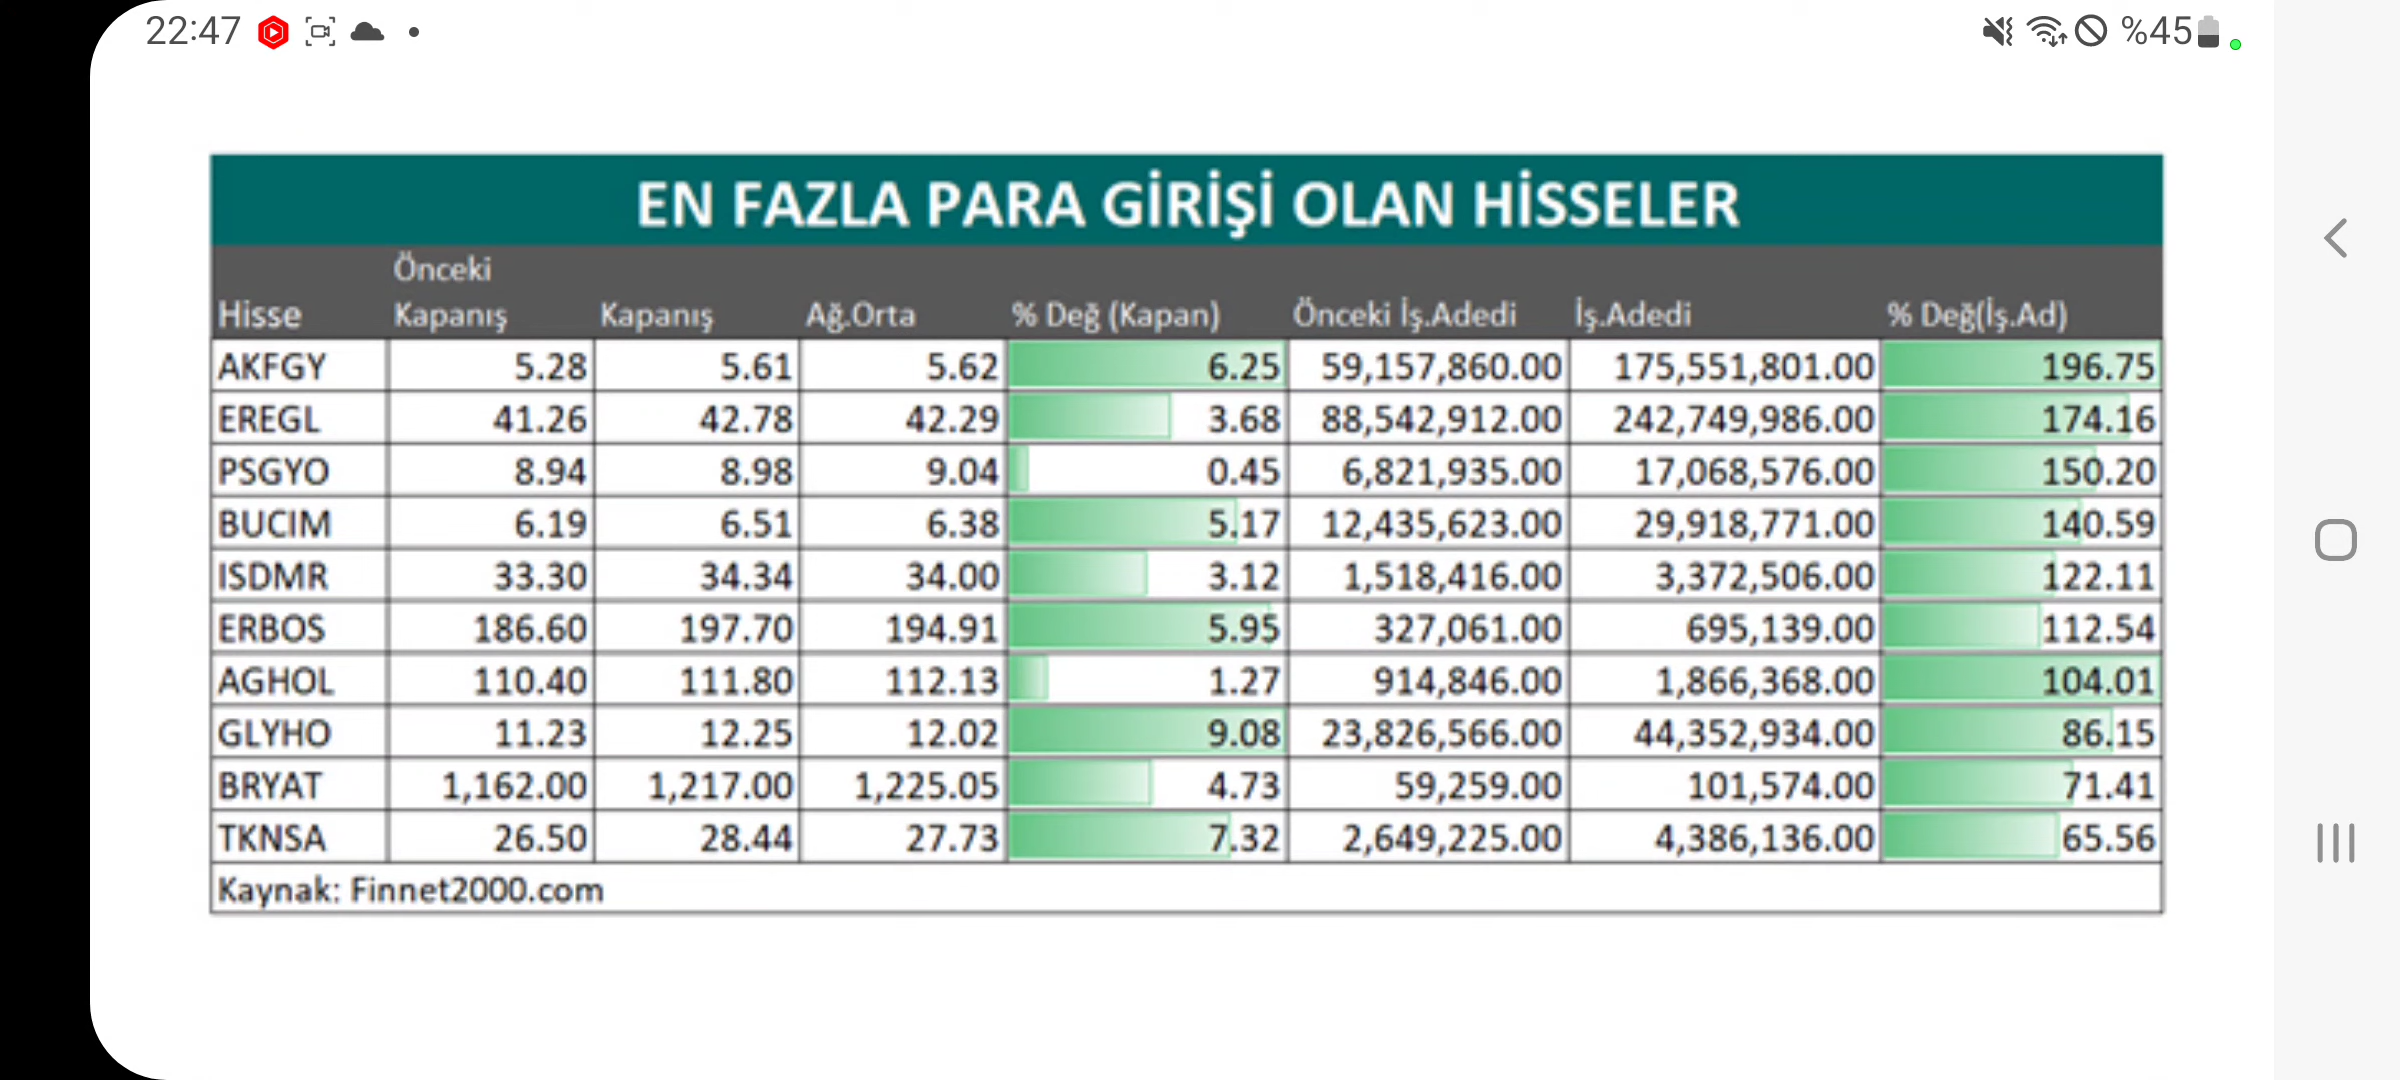 22:47 %45
EN FAZLA PARA GİRİŞİ OLAN HİSSELER
Hisse Önceki Kapanış Kapanış Ağ.Orta % Değ (Kapan) Önceki İş.Adedi İş.Adedi % Değ(İş.Ad)
AKFGY 5.28 5.61 5.62 6.25 59,157,860.00 175,551,801.00 196.75
EREGL 41.26 42.78 42.29 3.68 88,542,912.00 242,749,986.00 174.16
PSGYO 8.94 8.98 9.04 0.45 6,821,935.00 17,068,576.00 150.20
BUCIM 6.19 6.51 6.38 5.17 12,435,623.00 29,918,771.00 140.59
ISDMR 33.30 34.34 34.00 3.12 1,518,416.00 3,372,506.00 122.11
ERBOS 186.60 197.70 194.91 5.95 327,061.00 695,139.00 112.54
AGHOL 110.40 111.80 112.13 1.27 914,846.00 1,866,368.00 104.01
GLYHO 11.23 12.25 12.02 9.08 23,826,566.00 44,352,934.00 86.15
BRYAT 1,162.00 1,217.00 1,225.05 4.73 59,259.00 101,574.00 71.41
TKNSA 26.50 28.44 27.73 7.32 2,649,225.00 4,386,136.00 65.56
Kaynak: Finnet2000.com